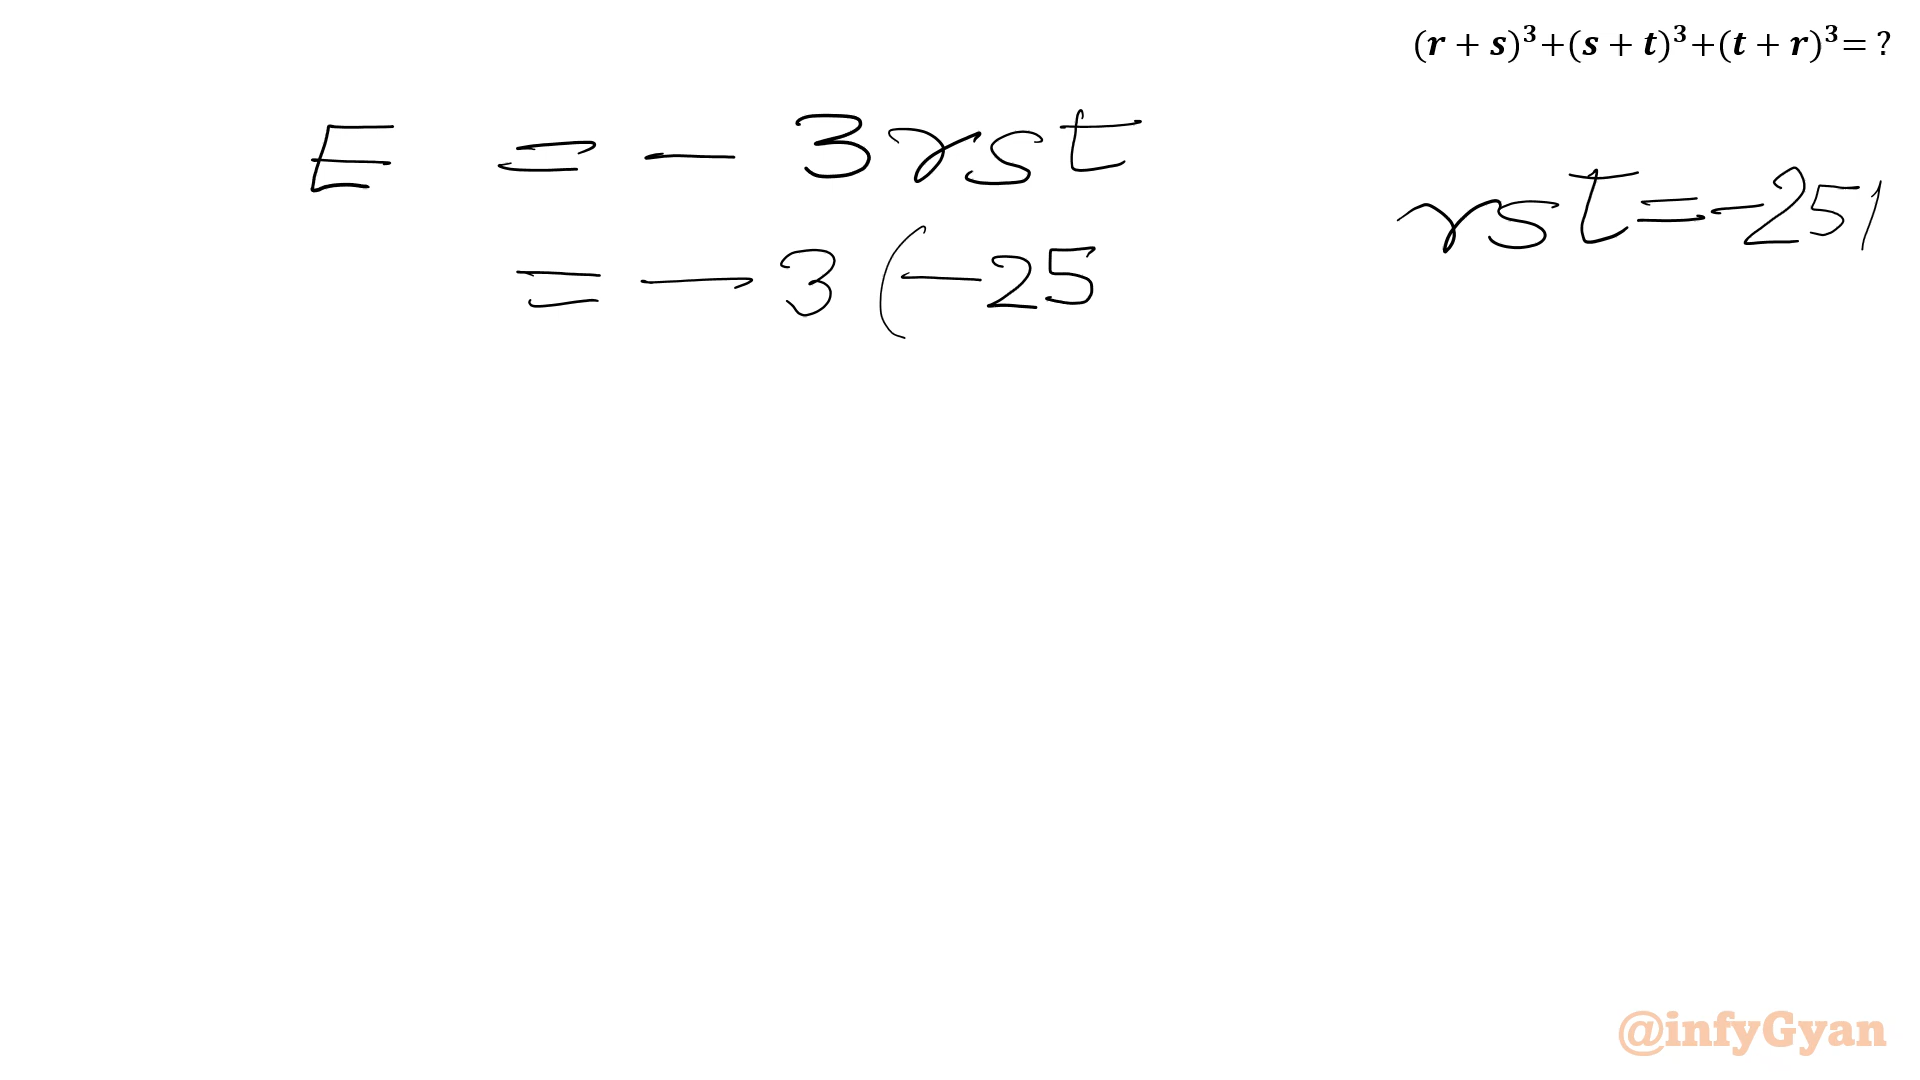 (r + s)³+(s + t)³+(t + r)³= ?
E = - 3rst
rst=-251
= - 3 (-25
@infyGyan